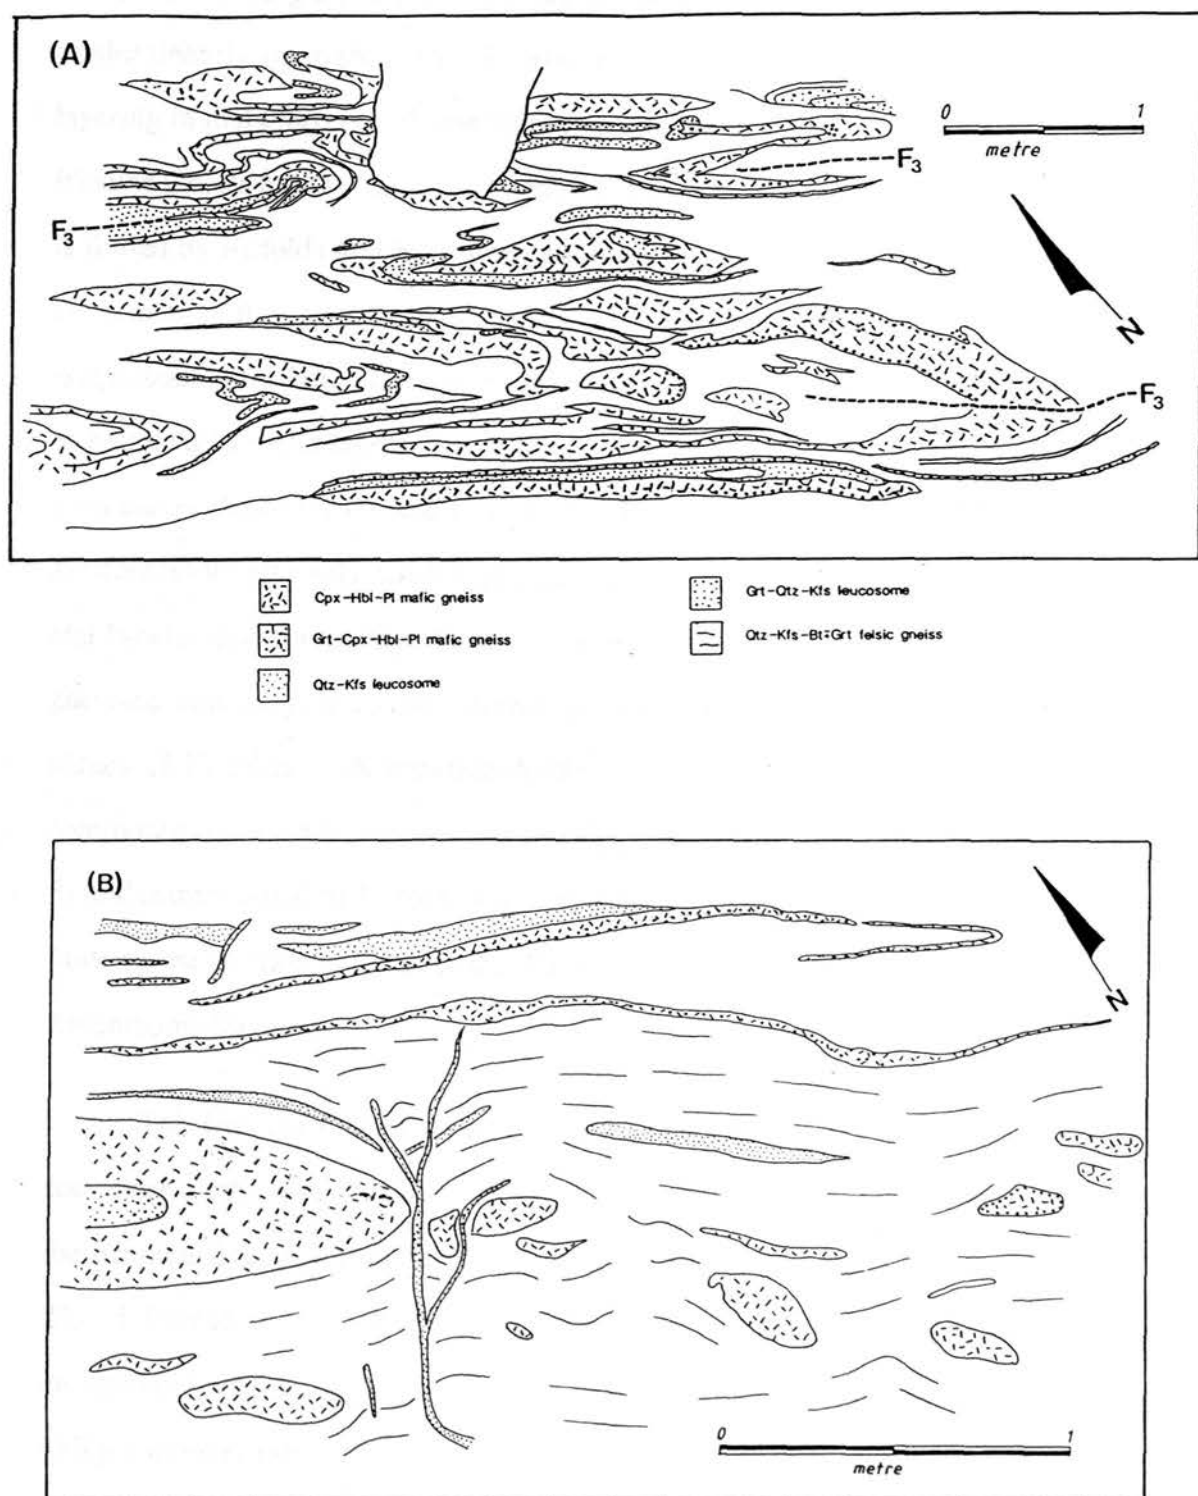 (A)
0 1
metre
F3
F3
N
F3
Cpx-Hbl-Pl mafic gneiss
Grt-Qtz-Kfs leucosome
Grt-Cpx-Hbl-Pl mafic gneiss
Qtz-Kfs-Bt±Grt felsic gneiss
Qtz-Kfs leucosome
(B)
N
0 1
metre